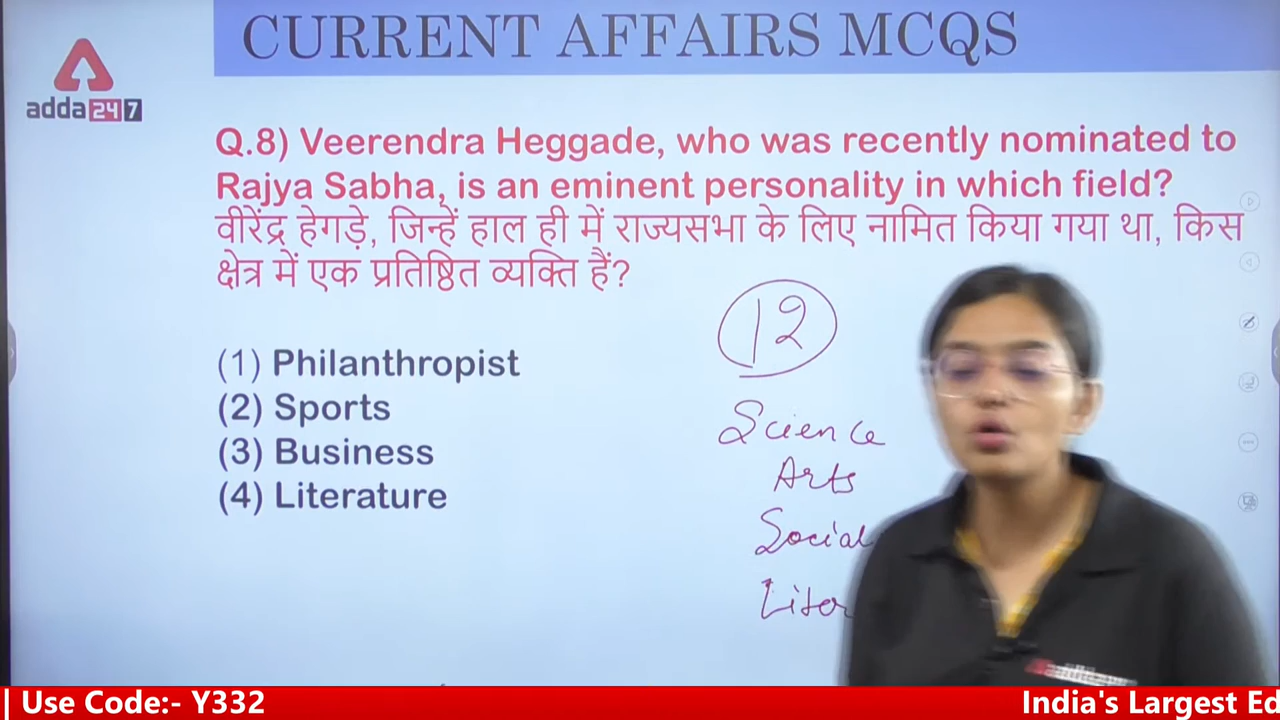 CURRENT AFFAIRS MCQS
adda247
Q.8) Veerendra Heggade, who was recently nominated to
Rajya Sabha, is an eminent personality in which field?
वीरेंद्र हेगड़े, जिन्हें हाल ही में राज्यसभा के लिए नामित किया गया था, किस
क्षेत्र में एक प्रतिष्ठित व्यक्ति हैं?
(1) Philanthropist
(2) Sports
(3) Business
(4) Literature
12
Science
Arts
Social
| Use Code:- Y332
India's Largest Ed